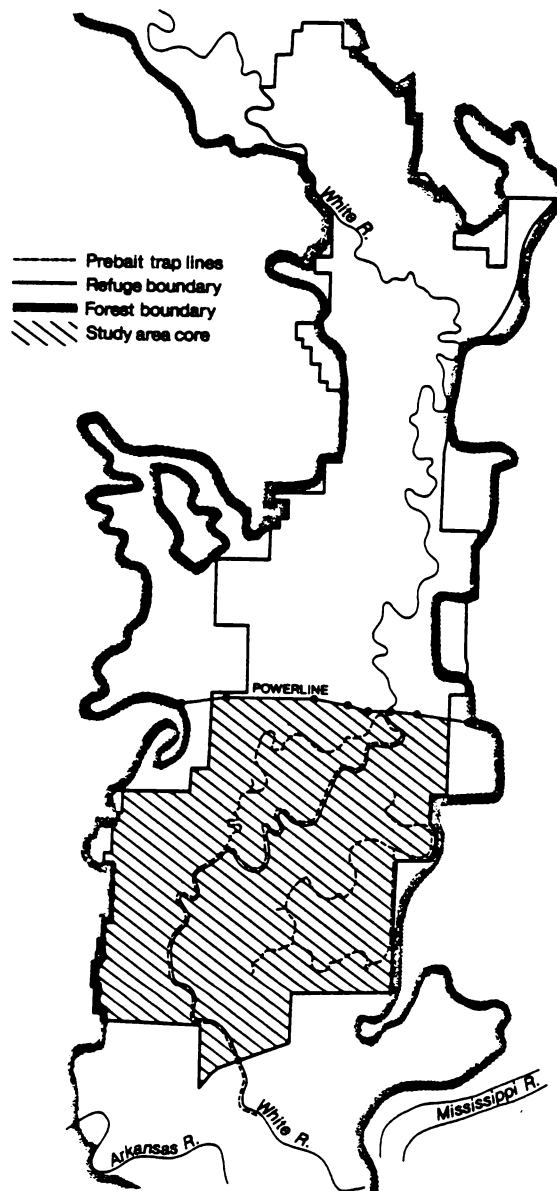 White R.
Prebait trap lines
Refuge boundary
Forest boundary
Study area core
POWERLINE
White R.
Mississippi R.
Arkansas R.